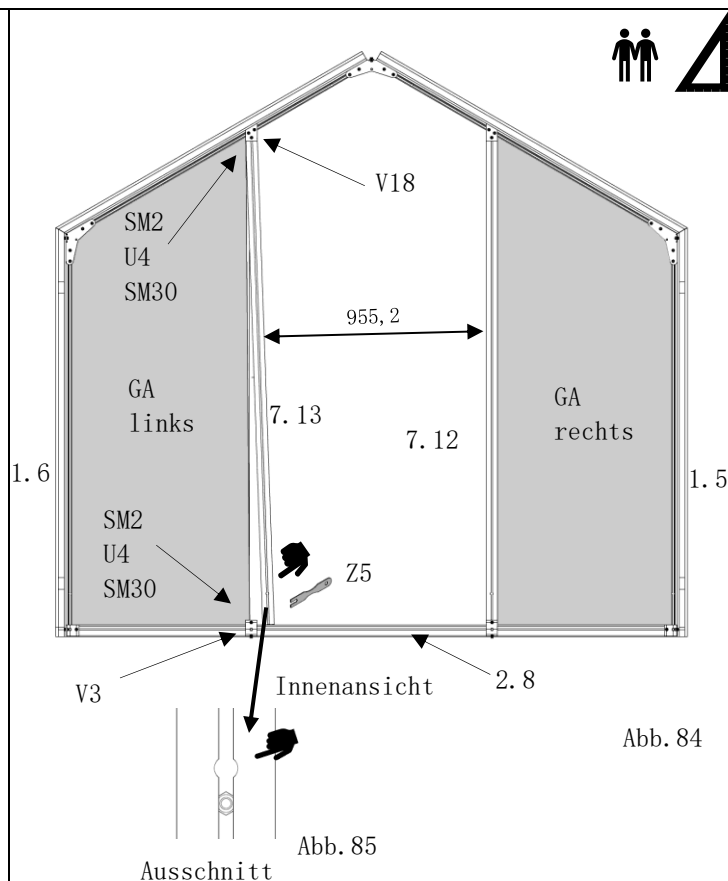 V18
SM2
U4
SM30
955,2
GA
links
7.13
7.12
GA
rechts
1.6
1.5
SM2
U4
SM30
Z5
V3
Innenansicht
2.8
Abb.84
Abb.85
Ausschnitt